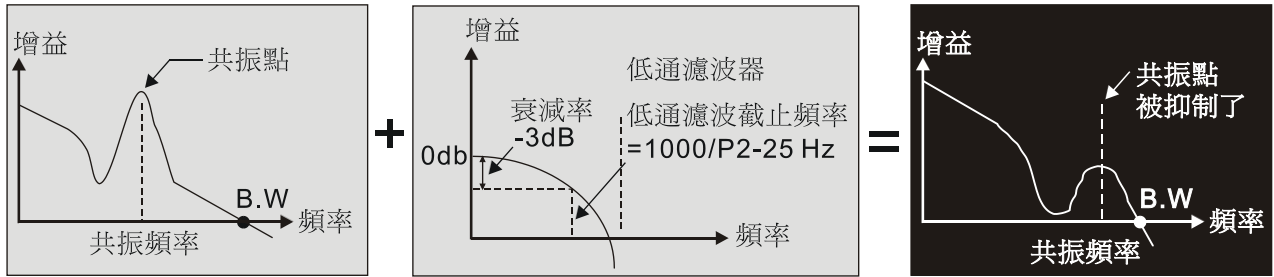 增益
共振點
B.W
頻率
共振頻率
+
增益
低通濾波器
衰減率
-3dB
低通濾波截止頻率
=1000/P2-25 Hz
0db
頻率
=
增益
共振點
被抑制了
B.W
頻率
共振頻率